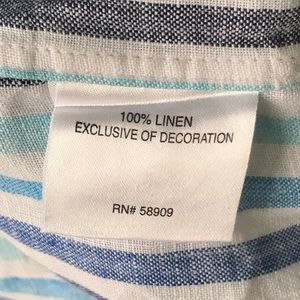 100% LINEN
EXCLUSIVE OF DECORATION
RN# 58909